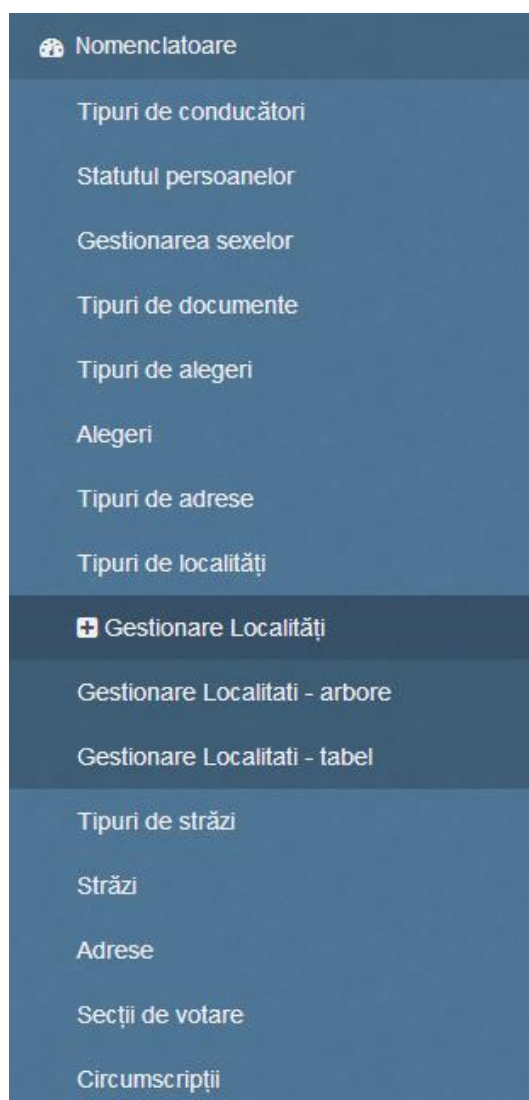 Nomenclatoare
Tipuri de conducători
Statutul persoanelor
Gestionarea sexelor
Tipuri de documente
Tipuri de alegeri
Alegeri
Tipuri de adrese
Tipuri de localități
Gestionare Localități
Gestionare Localitati - arbore
Gestionare Localitati - tabel
Tipuri de străzi
Străzi
Adrese
Secții de votare
Circumscripții